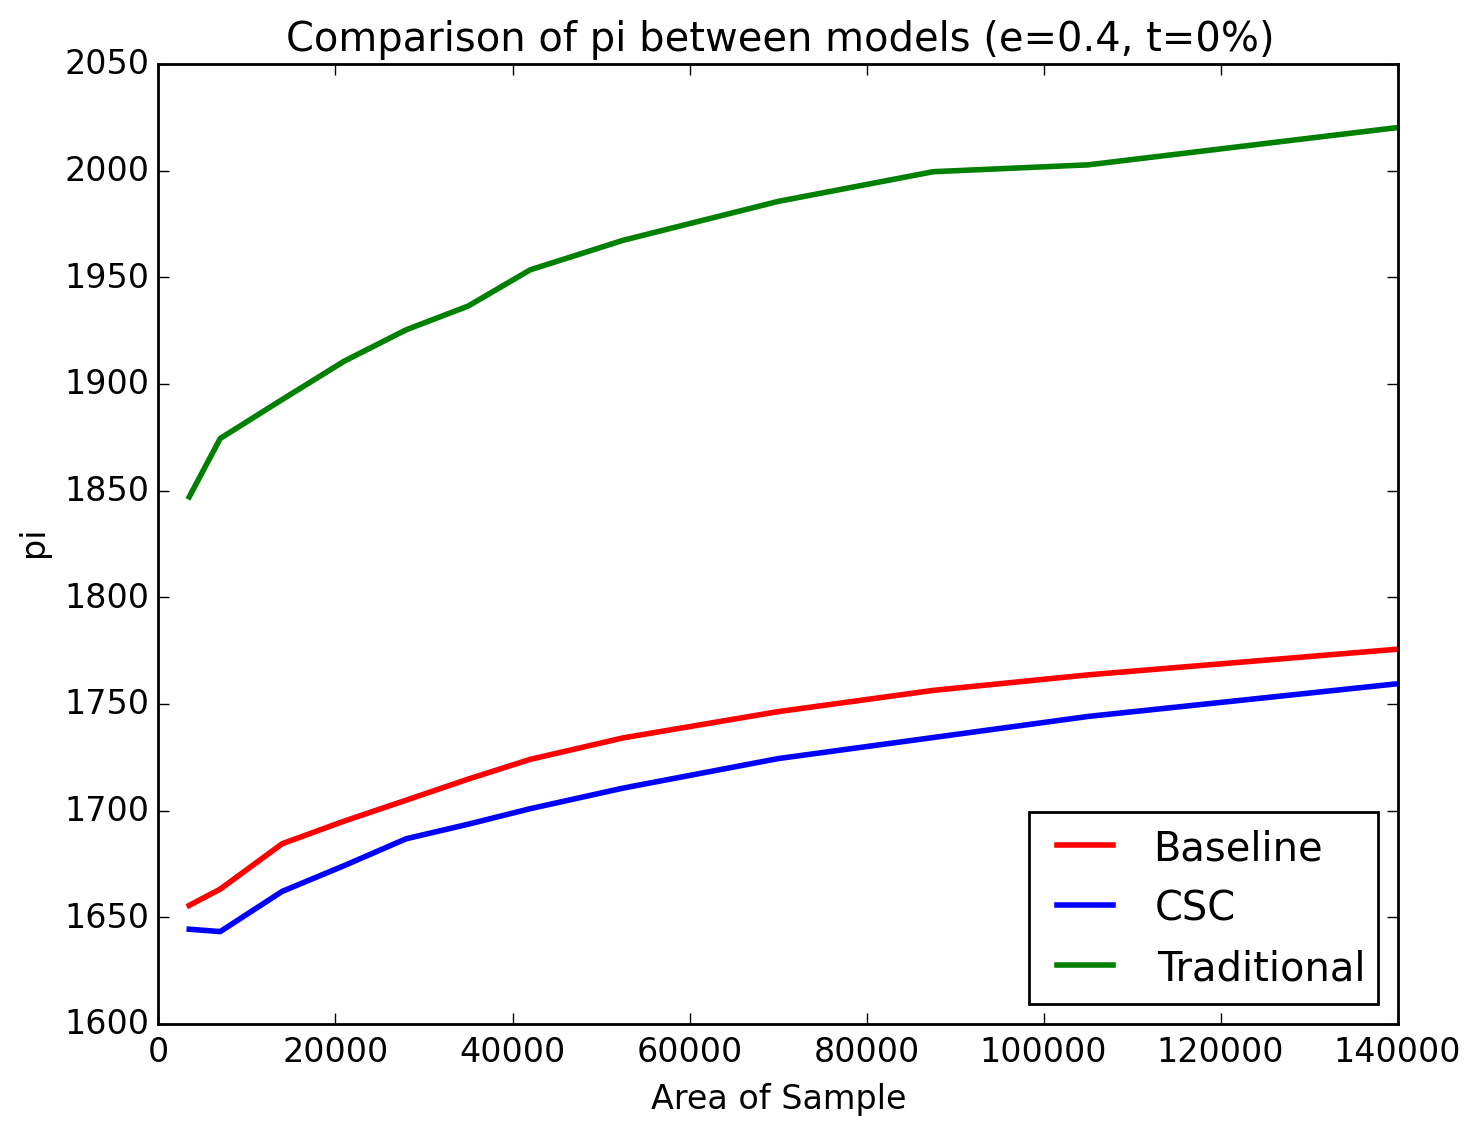 Comparison of pi between models (e=0.4, t=0%)
2050
2000
1950
1900
1850
1800
1750
1700
1650
1600
pi
0 20000 40000 60000 80000 100000 120000 140000
Area of Sample
Baseline
CSC
Traditional